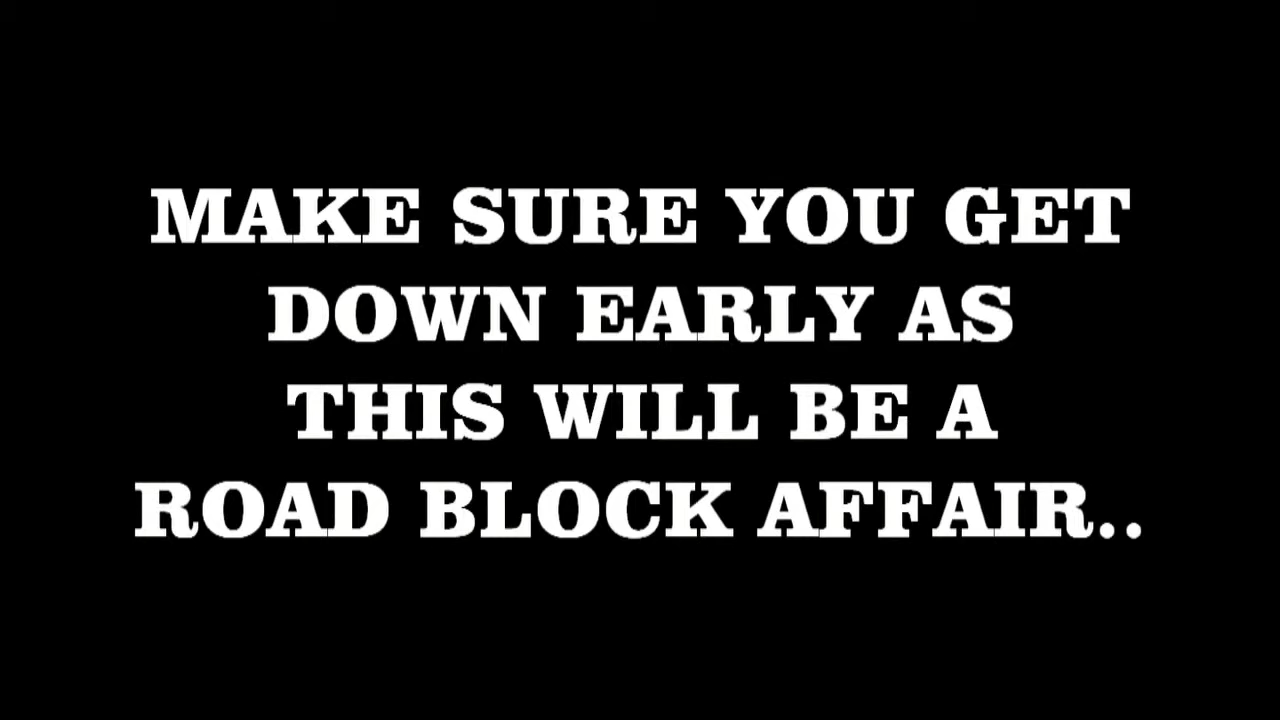 MAKE SURE YOU GET
DOWN EARLY AS
THIS WILL BE A
ROAD BLOCK AFFAIR..